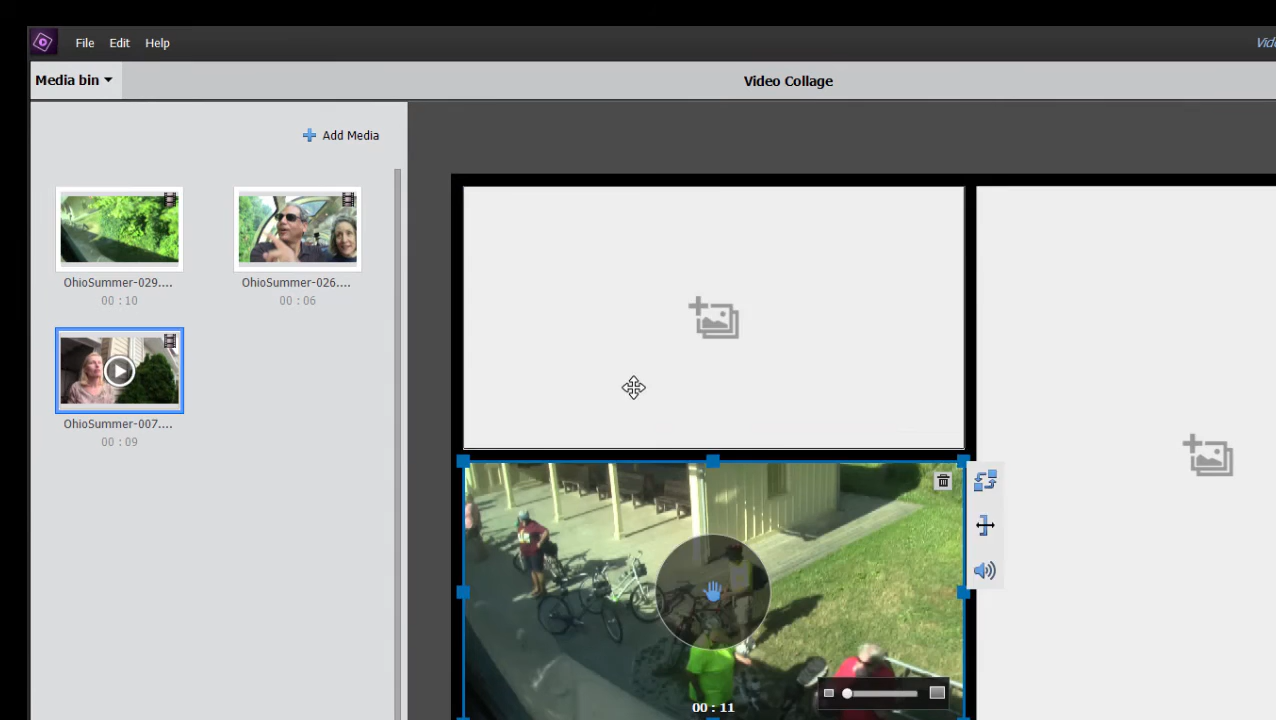 File Edit Help
Media bin
Video Collage
Add Media
OhioSummer-029....
00 : 10
OhioSummer-026....
00 : 06
OhioSummer-007....
00 : 09
00 : 11